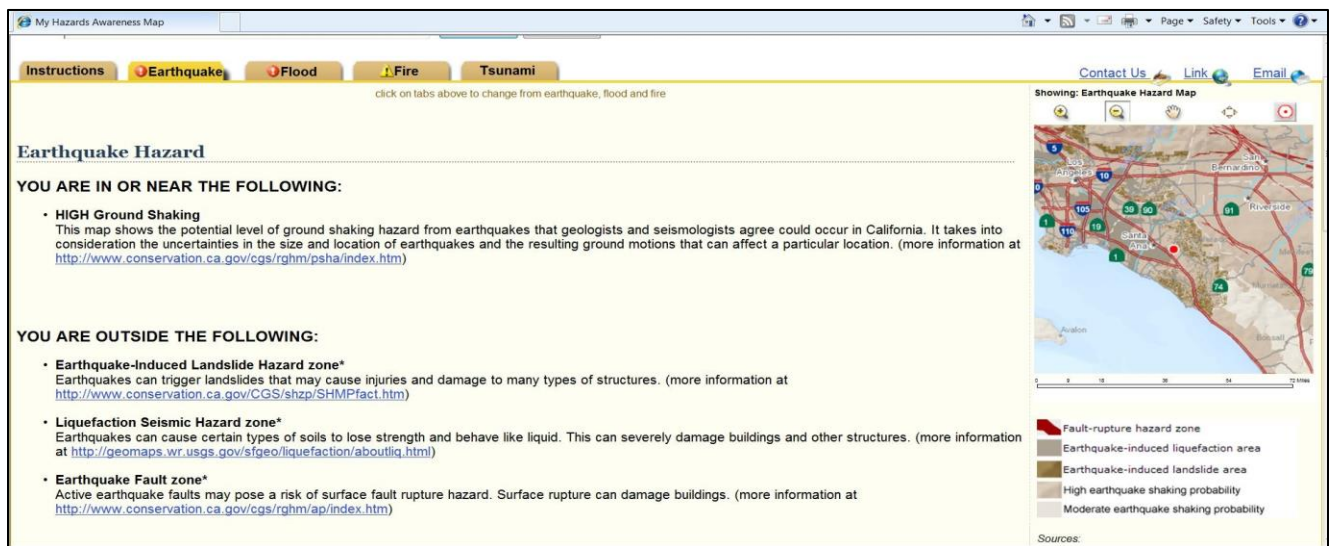 My Hazards Awareness Map
Page Safety Tools
Instructions Earthquake Flood Fire Tsunami
Contact Us Link Email
click on tabs above to change from earthquake, flood and fire
Showing: Earthquake Hazard Map
Earthquake Hazard
YOU ARE IN OR NEAR THE FOLLOWING:
• HIGH Ground Shaking
This map shows the potential level of ground shaking hazard from earthquakes that geologists and seismologists agree could occur in California. It takes into
consideration the uncertainties in the size and location of earthquakes and the resulting ground motions that can affect a particular location. (more information at
http://www.conservation.ca.gov/cgs/rghm/psha/index.htm)
YOU ARE OUTSIDE THE FOLLOWING:
• Earthquake-Induced Landslide Hazard zone*
Earthquakes can trigger landslides that may cause injuries and damage to many types of structures. (more information at
http://www.conservation.ca.gov/CGS/shzp/SHMPfact.htm)
• Liquefaction Seismic Hazard zone*
Earthquakes can cause certain types of soils to lose strength and behave like liquid. This can severely damage buildings and other structures. (more information
at http://geomaps.wr.usgs.gov/sfgeo/liquefaction/aboutliq.html)
• Earthquake Fault zone*
Active earthquake faults may pose a risk of surface fault rupture hazard. Surface rupture can damage buildings. (more information at
http://www.conservation.ca.gov/cgs/rghm/ap/index.htm)
5
Los Angeles
10
San Bernardino
105
39 90
91
Riverside
1
110
19
Santa Ana
1
74
79
Avalon
0 18 36 54 72 Miles
Fault-rupture hazard zone
Earthquake-induced liquefaction area
Earthquake-induced landslide area
High earthquake shaking probability
Moderate earthquake shaking probability
Sources: